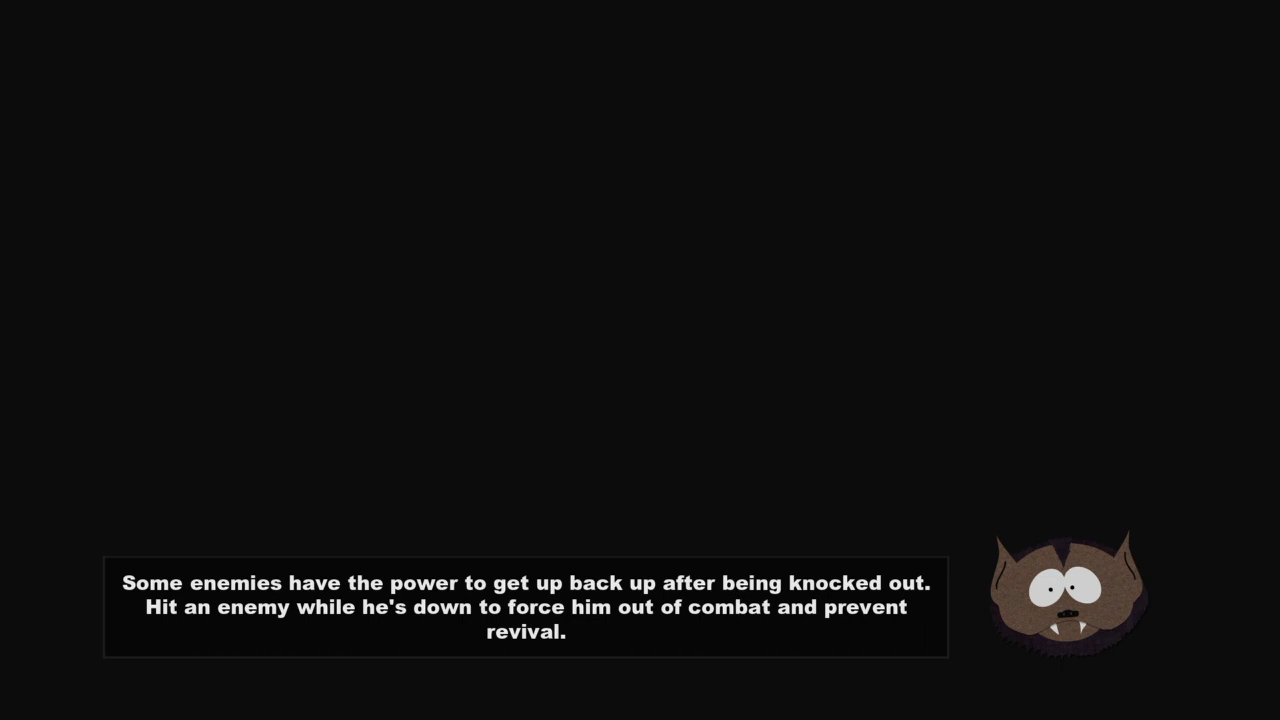 Some enemies have the power to get up back up after being knocked out.
Hit an enemy while he's down to force him out of combat and prevent
revival.